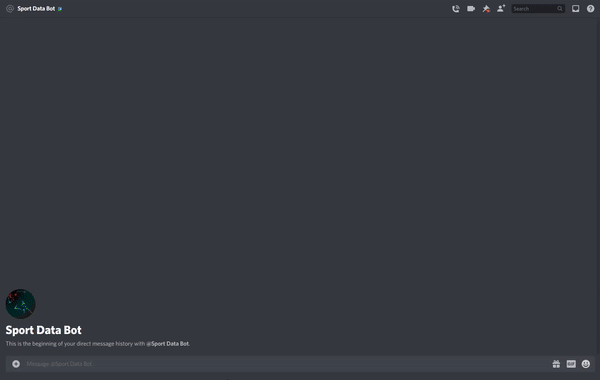 @ Sport Data Bot
Search
Sport Data Bot
This is the beginning of your direct message history with @Sport Data Bot.
Message @Sport Data Bot
GIF